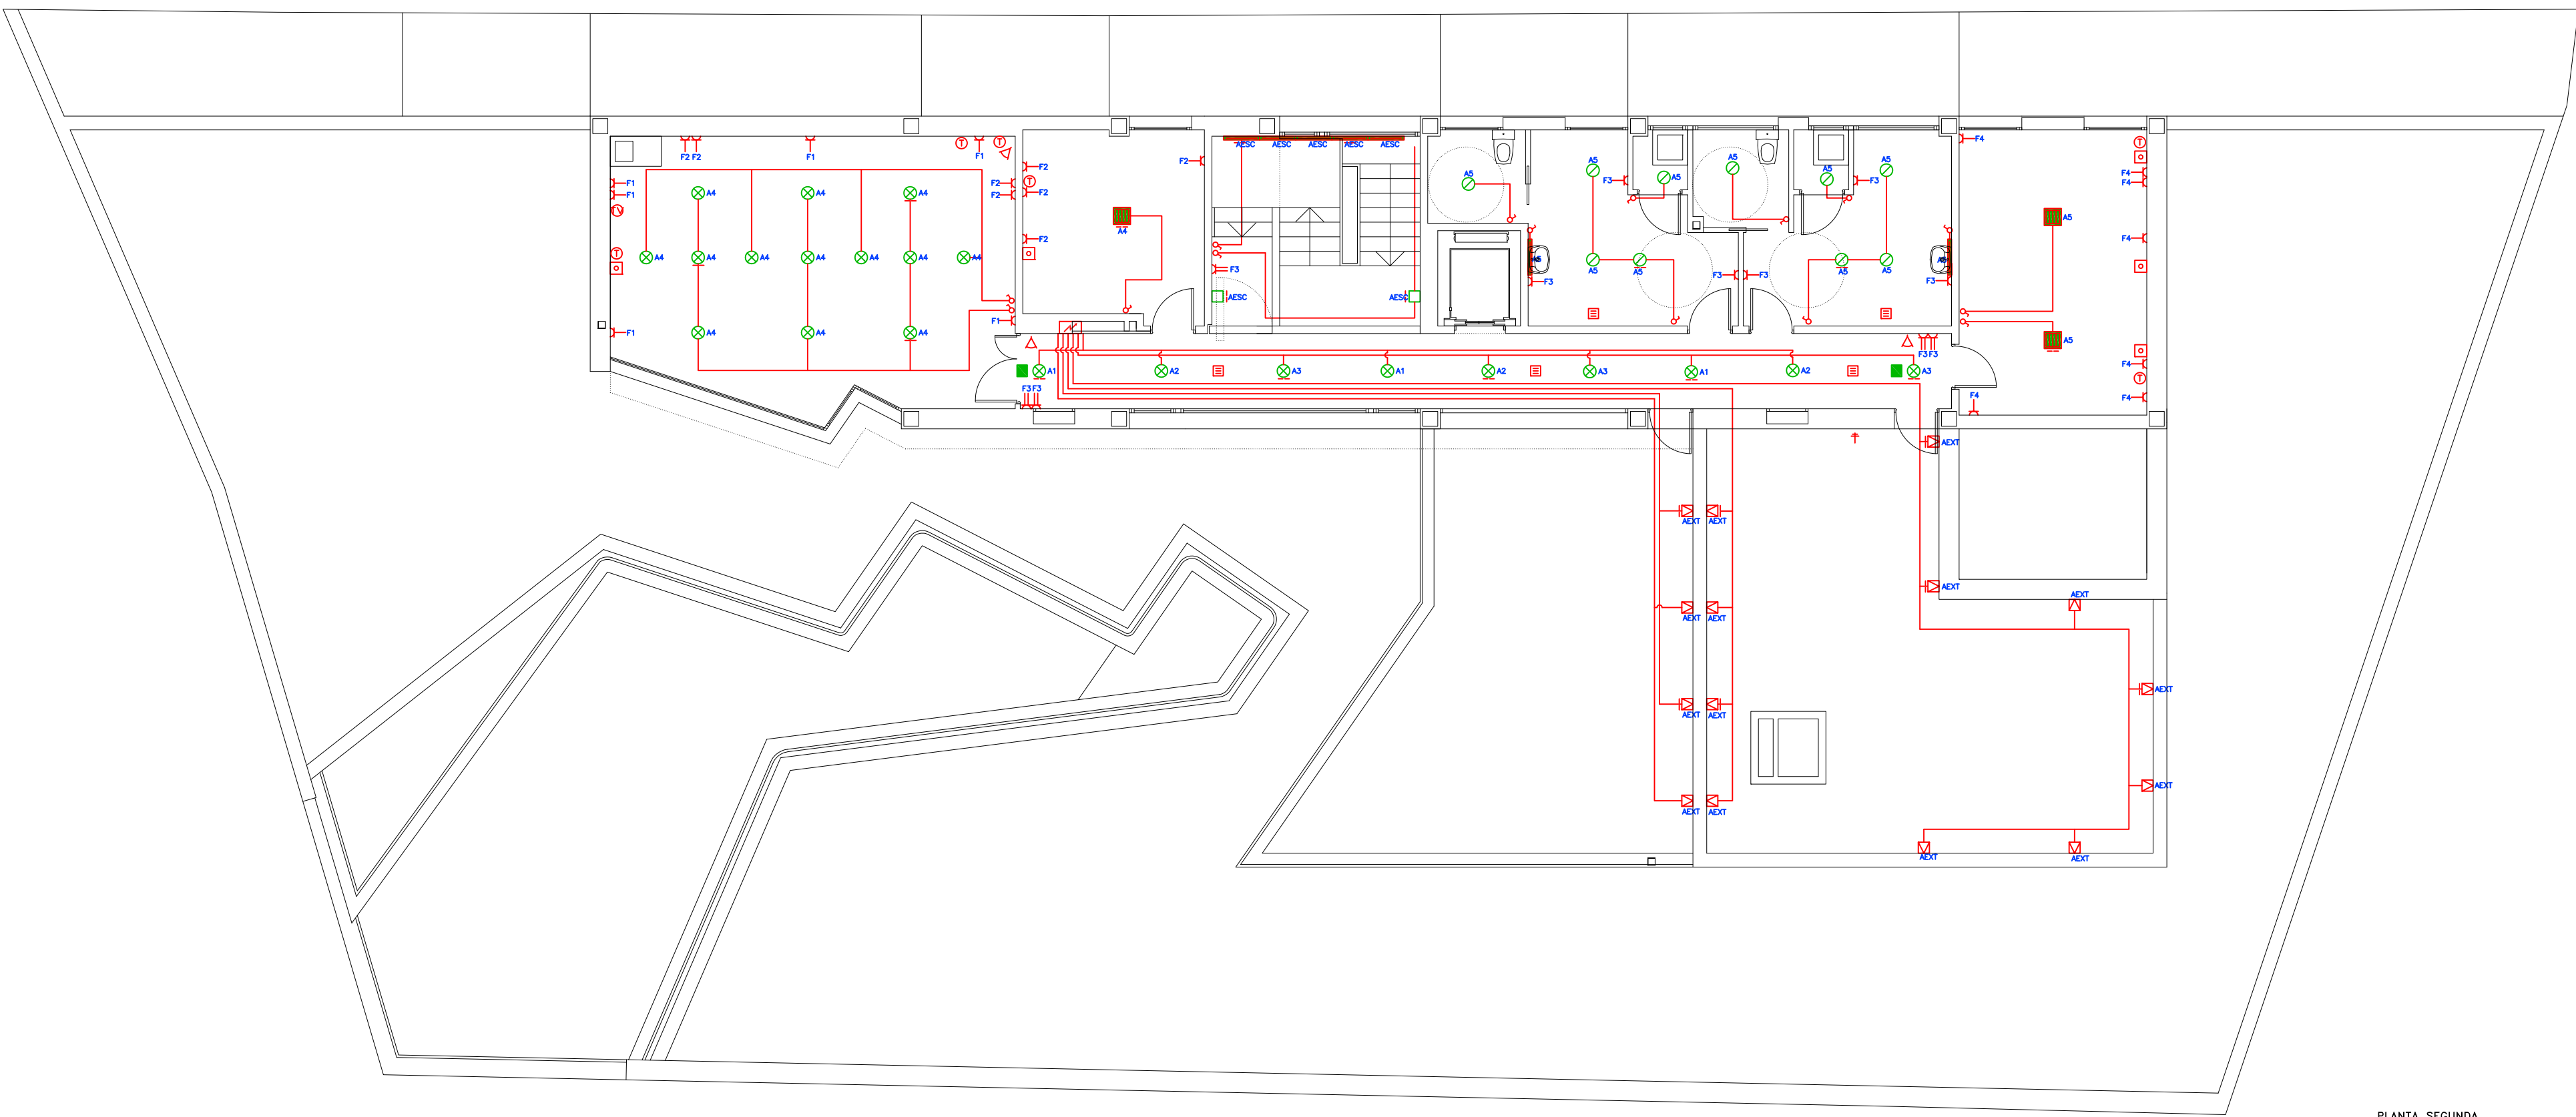 AESC AESC AESC AESC AESC
F2 F2 F1 T F1 T F4 T
F2 A5 A5 A5
F2 T A5 A5 F4
F1 F2 F3 F3 F4
F1 A4 A4 A4 F2 F2
TV
A4 A5
F2 F4
T A4 A4 A4 A4 A4 A4 A4 A5 A5 A5 A5 A5 A5
F3 F3 F3 F3 F3
AESC AESC
F1
F1 A4 A4 A4 A5
F3 F3
A1 A2 A3 A1 A2 A3 A1 A2 A3 F4
T
F3 F3 F4 F4
AEXT
AEXT AEXT
AEXT
AEXT
AEXT AEXT
AEXT
AEXT AEXT
AEXT
AEXT AEXT
AEXT AEXT
PLANTA SEGUNDA